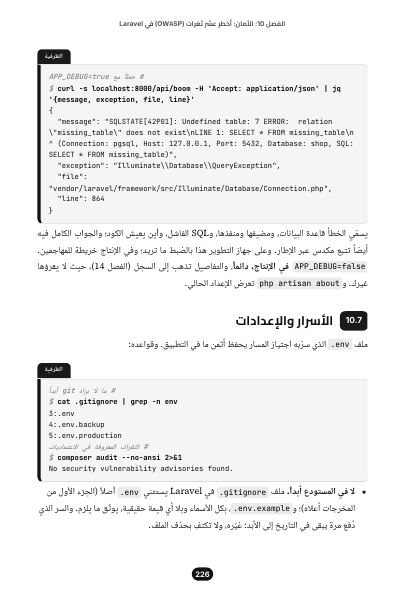 الفصل 10: الأمان: أخطر عشر ثغرات (OWASP) في Laravel
الطرفية
# خطأ مع APP_DEBUG=true
$ curl -s localhost:8000/api/boom -H 'Accept: application/json' | jq
'{message, exception, file, line}'
{
"message": "SQLSTATE[42P01]: Undefined table: 7 ERROR:  relation
\"missing_table\" does not exist\nLINE 1: SELECT * FROM missing_table\n
^ (Connection: pgsql, Host: 127.0.0.1, Port: 5432, Database: shop, SQL:
SELECT * FROM missing_table)",
"exception": "Illuminate\\Database\\QueryException",
"file":
"vendor/laravel/framework/src/Illuminate/Database/Connection.php",
"line": 864
}
يسمّي الخطأ قاعدة البيانات، ومضيفها ومنفذها، وSQL الفاشل، وأين يعيش الكود؛ والجواب الكامل فيه
أيضاً تتبع مكدس عبر الإطار. وعلى جهاز التطوير هذا بالضبط ما تريد؛ وفي الإنتاج خريطة للمهاجمين.
APP_DEBUG=false في الإنتاج، دائماً، والتفاصيل تذهب إلى السجل (الفصل 14)، حيث لا يقرؤها
غيرك. و php artisan about تعرض الإعداد الحالي.
10.7 الأسرار والإعدادات
ملف .env الذي سرّبه اجتياز المسار يحفظ أثمن ما في التطبيق. وقواعده:
الطرفية
# ما لا يراه git أبداً
$ cat .gitignore | grep -n env
3:.env
4:.env.backup
5:.env.production
# الثغرات المعروفة في الاعتماديات
$ composer audit --no-ansi 2>&1
No security vulnerability advisories found.
• لا في المستودع أبداً. ملف .gitignore في Laravel يستثني .env أصلاً (الجزء الأول من
المخرجات أعلاه)؛ و .env.example، بكل الأسماء وبلا أي قيمة حقيقية، يوثّق ما يلزم. والسر الذي
دُفع مرة يبقى في التاريخ إلى الأبد: غيّره، ولا تكتفِ بحذف الملف.
226